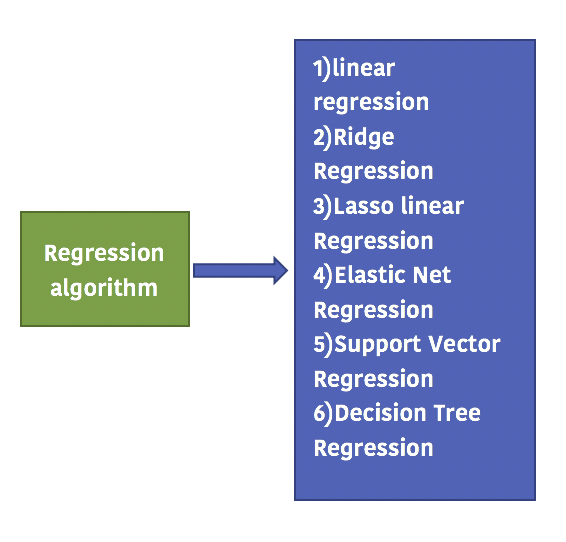 Regression
algorithm
1)linear
regression
2)Ridge
Regression
3)Lasso linear
Regression
4)Elastic Net
Regression
5)Support Vector
Regression
6)Decision Tree
Regression